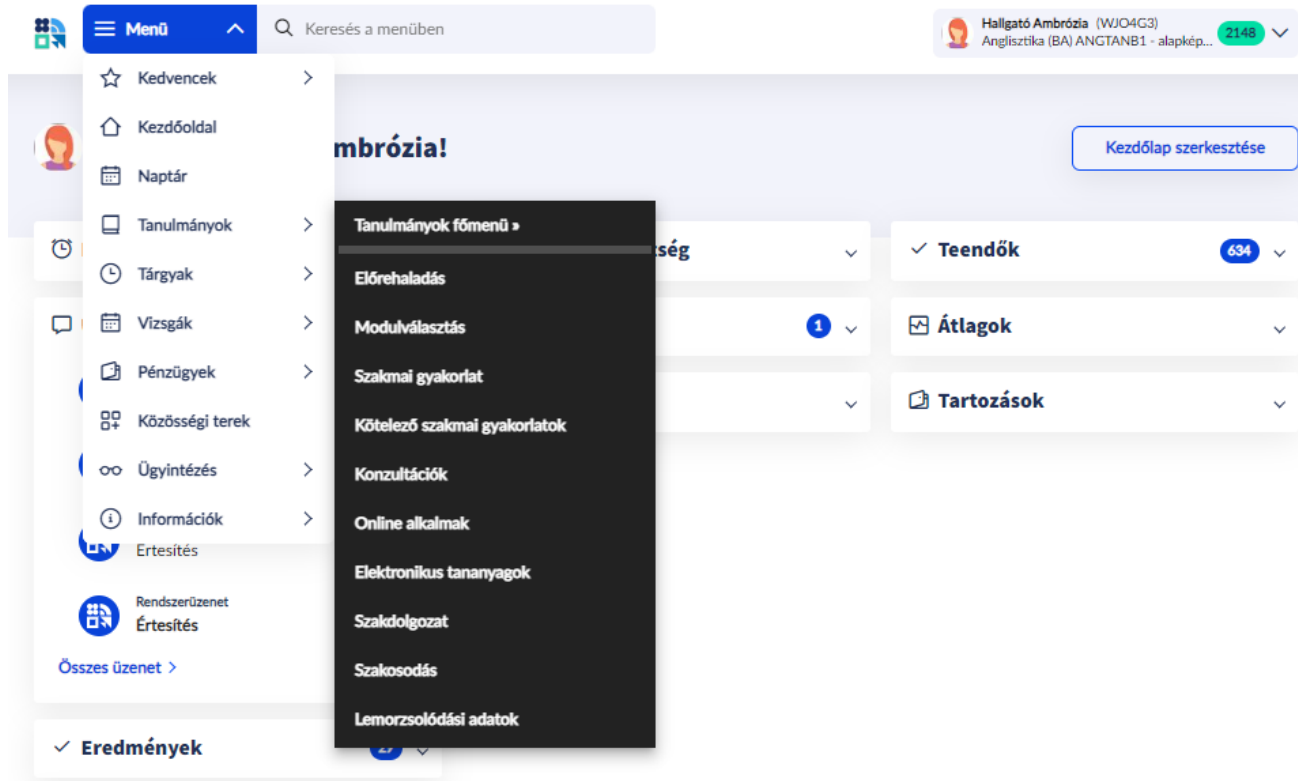 Menü
Keresés a menüben
Hallgató Ambrózia (WJO4G3)
Anglisztika (BA) ANGTANB1 - alapkép...
2148
Kedvencek
Kezdőoldal
Naptár
Tanulmányok
Tárgyak
Vizsgák
Pénzügyek
Közösségi terek
Ügyintézés
Információk
mbrózia!
Kezdőlap szerkesztése
Tanulmányok főmenü »
Előrehaladás
Modulválasztás
Szakmai gyakorlat
Kötelező szakmai gyakorlatok
Konzultációk
Online alkalmak
Elektronikus tananyagok
Szakdolgozat
Szakosodás
Lemorzsolódási adatok
ség
1
Teendők
634
Átlagok
Tartozások
Értesítés
Rendszerüzenet
Értesítés
Összes üzenet >
Eredmények
27